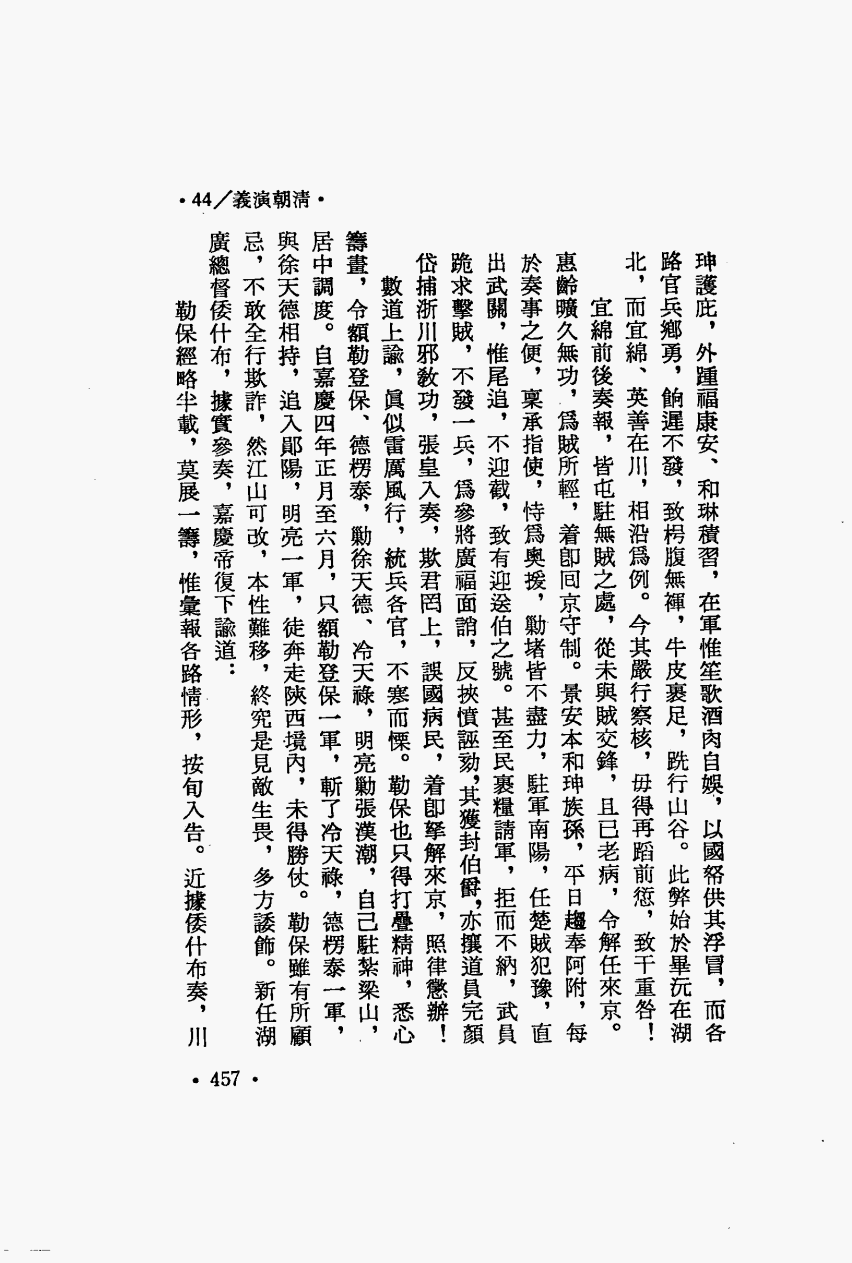 ·44/義演朝清·
珅護庇，外踵福康安、和琳積習，在軍惟笙歌酒肉自娛，以國帑供其浮冒，而各
路官兵鄉勇，餉遲不發，致枵腹無褌，牛皮裹足，跣行山谷。此弊始於畢沅在湖
北，而宜綿、英善在川，相沿爲例。今其嚴行察核，毋得再蹈前愆，致干重咎！
宜綿前後奏報，皆屯駐無賊之處，從未與賊交鋒，且已老病，令解任來京。
惠齡曠久無功，爲賊所輕，着卽回京守制。景安本和珅族孫，平日趨奉阿附，每
於奏事之便，稟承指使，恃爲奧援，勦堵皆不盡力，駐軍南陽，任楚賊犯豫，直
出武關，惟尾追，不迎截，致有迎送伯之號。甚至民裹糧請軍，拒而不納，武員
跪求擊賊，不發一兵，爲參將廣福面誚，反挾憤誣劾，其獲封伯爵，亦攘道員完顏
岱捕浙川邪敎功，張皇入奏，欺君罔上，誤國病民，着卽拏解來京，照律懲辦！
數道上諭，眞似雷厲風行，統兵各官，不寒而慄。勒保也只得打疊精神，悉心
籌畫，令額勒登保、德楞泰，勦徐天德、冷天祿，明亮勦張漢潮，自己駐紮梁山，
居中調度。自嘉慶四年正月至六月，只額勒登保一軍，斬了冷天祿，德楞泰一軍，
與徐天德相持，追入鄖陽，明亮一軍，徒奔走陝西境內，未得勝仗。勒保雖有所顧
忌，不敢全行欺詐，然江山可改，本性難移，終究是見敵生畏，多方諉飾。新任湖
廣總督倭什布，據實參奏，嘉慶帝復下諭道：
勒保經略半載，莫展一籌，惟彙報各路情形，按旬入告。近據倭什布奏，川
·457·